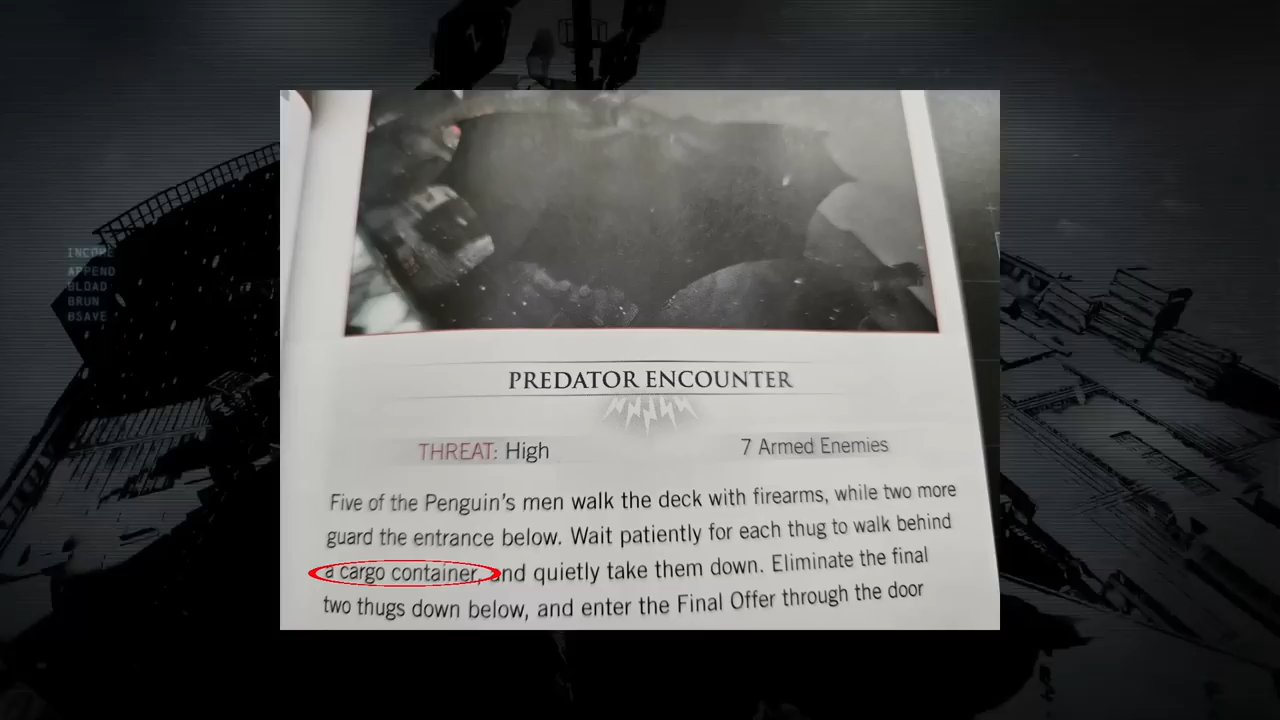 INCOME
APPEND
BLOAD
BRUN
BSAVE
PREDATOR ENCOUNTER
THREAT: High
7 Armed Enemies
Five of the Penguin's men walk the deck with firearms, while two more
guard the entrance below. Wait patiently for each thug to walk behind
a cargo container, and quietly take them down. Eliminate the final
two thugs down below, and enter the Final Offer through the door